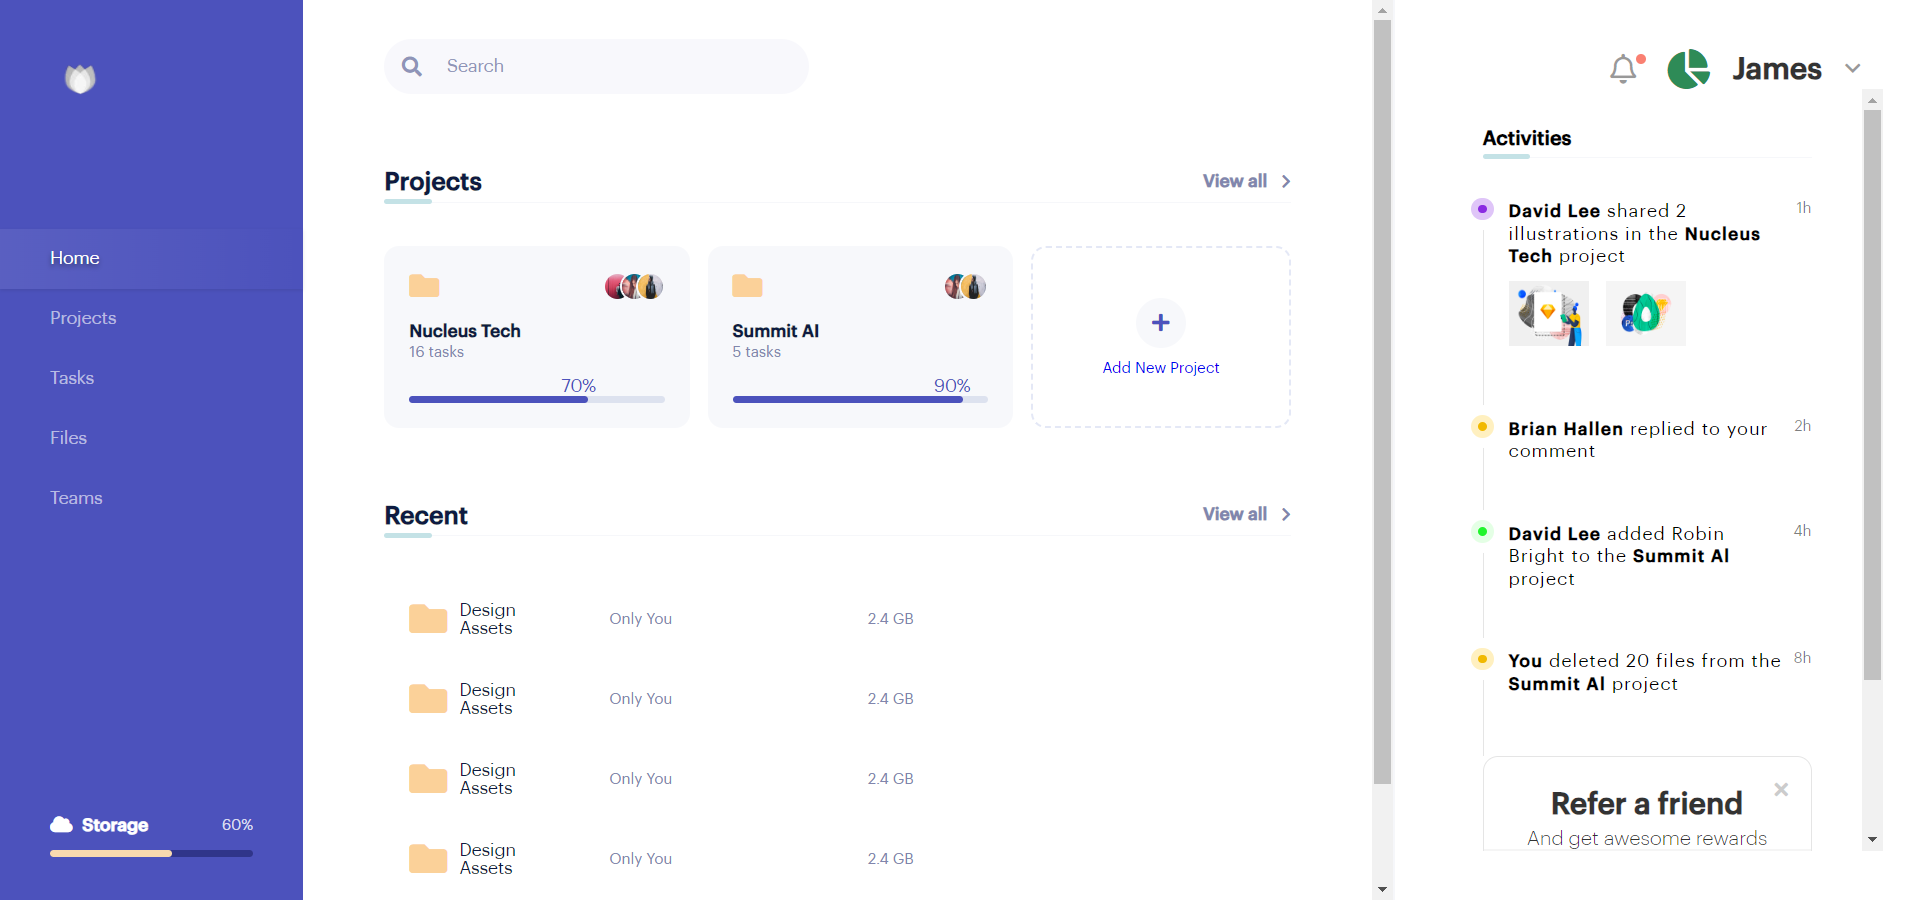 Home
Projects
Tasks
Files
Teams
Storage 60%
Search
Projects View all
Nucleus Tech
16 tasks
70%
Summit AI
5 tasks
90%
Add New Project
Recent View all
Design
Assets
Only You 2.4 GB
Design
Assets
Only You 2.4 GB
Design
Assets
Only You 2.4 GB
Design
Assets
Only You 2.4 GB
James
Activities
David Lee shared 2 1h
illustrations in the Nucleus
Tech project
Brian Hallen replied to your 2h
comment
David Lee added Robin 4h
Bright to the Summit Al
project
You deleted 20 files from the 8h
Summit Al project
Refer a friend
And get awesome rewards